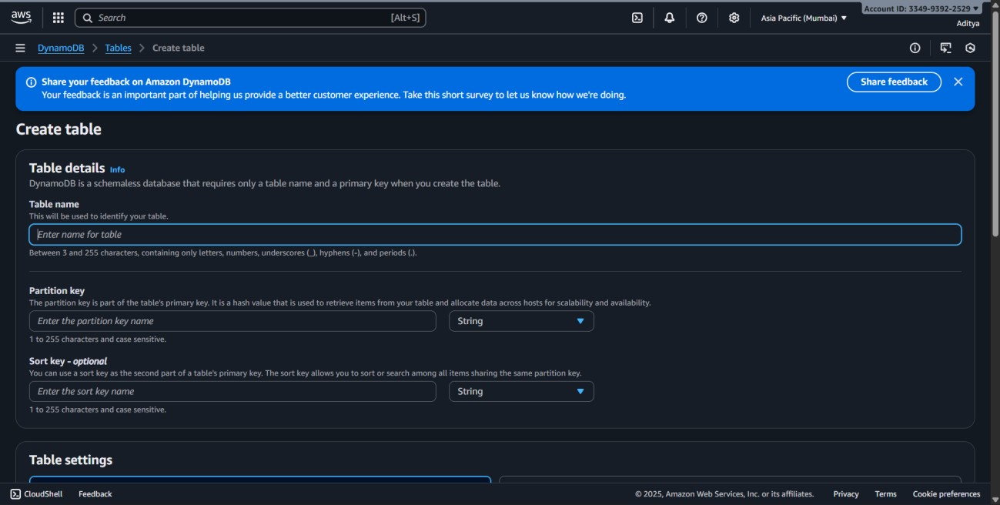 Account ID: 3349-9392-2529 ▼
aws
Search
[Alt+S]
Asia Pacific (Mumbai) ▼
Aditya
DynamoDB > Tables > Create table
Share your feedback on Amazon DynamoDB
Your feedback is an important part of helping us provide a better customer experience. Take this short survey to let us know how we're doing.
Share feedback
Create table
Table details Info
DynamoDB is a schemaless database that requires only a table name and a primary key when you create the table.
Table name
This will be used to identify your table.
Enter name for table
Between 3 and 255 characters, containing only letters, numbers, underscores (_), hyphens (-), and periods (.).
Partition key
The partition key is part of the table's primary key. It is a hash value that is used to retrieve items from your table and allocate data across hosts for scalability and availability.
Enter the partition key name
String
1 to 255 characters and case sensitive.
Sort key - optional
You can use a sort key as the second part of a table's primary key. The sort key allows you to sort or search among all items sharing the same partition key.
Enter the sort key name
String
1 to 255 characters and case sensitive.
Table settings
CloudShell
Feedback
© 2025, Amazon Web Services, Inc. or its affiliates.
Privacy
Terms
Cookie preferences